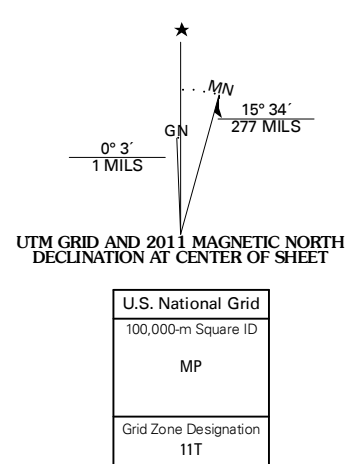 ★
MN
15° 34´
277 MILS
GN
0° 3´
1 MILS
UTM GRID AND 2011 MAGNETIC NORTH
DECLINATION AT CENTER OF SHEET
U.S. National Grid
100,000-m Square ID
MP
Grid Zone Designation
11T